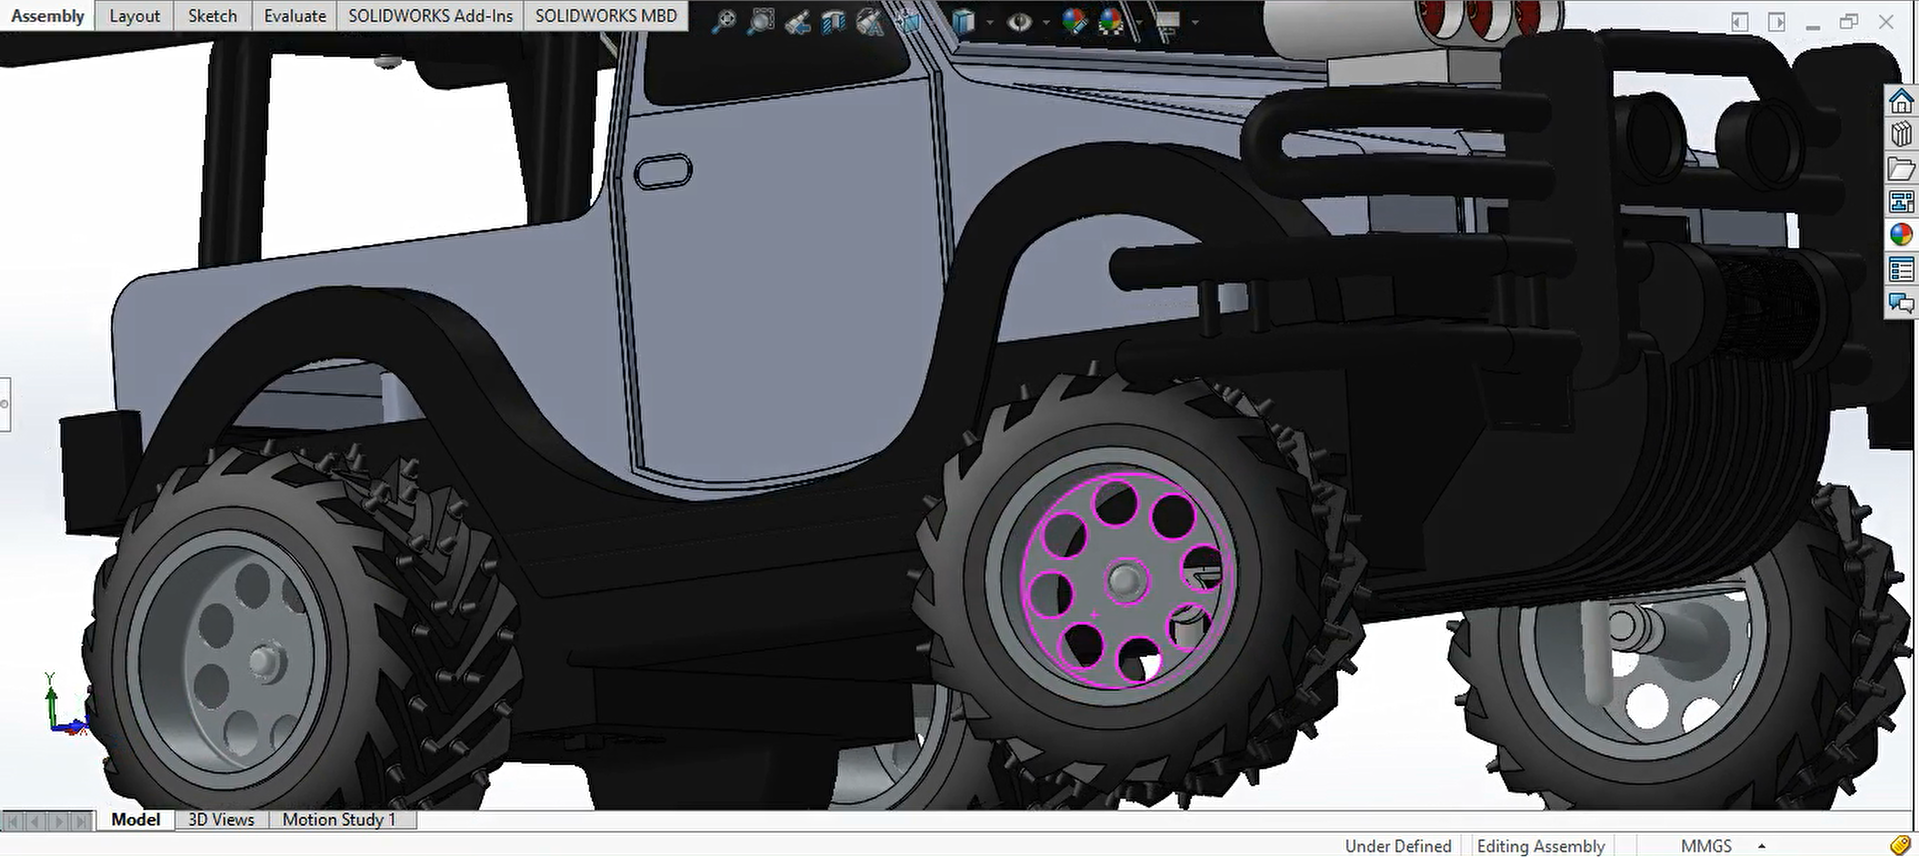 Assembly Layout Sketch Evaluate SOLIDWORKS Add-Ins SOLIDWORKS MBD
Y
Model 3D Views Motion Study 1
Under Defined Editing Assembly MMGS